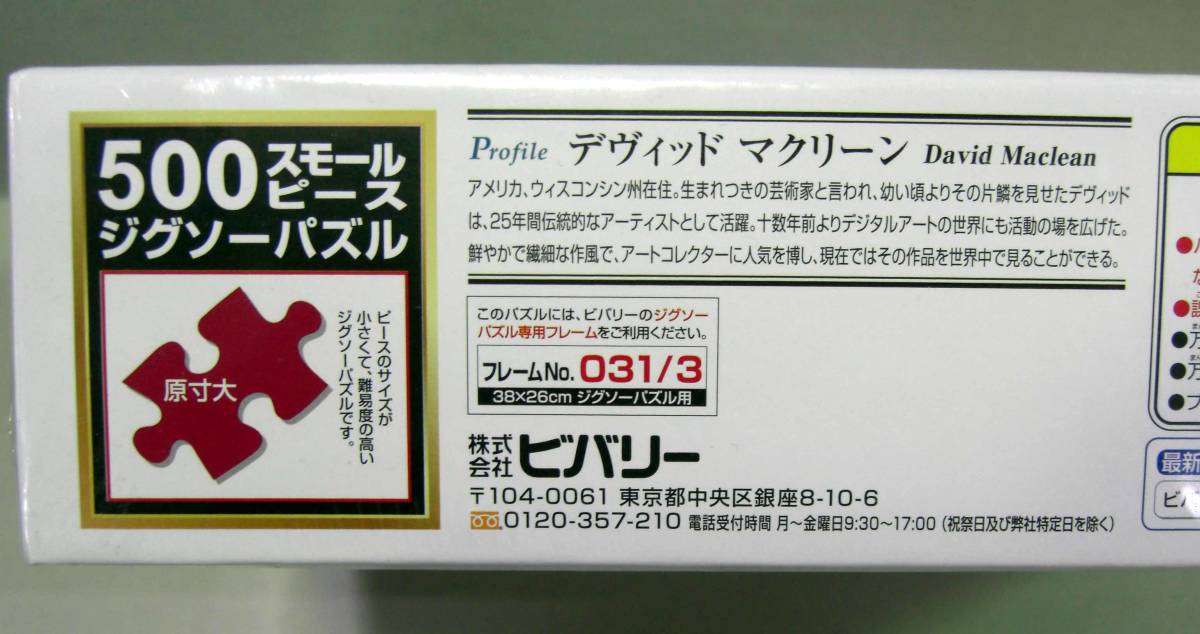 500スモール
ピース
ジグソーパズル
原寸大
ピースのサイズが
小さくて、難易度の高い
ジグソーパズルです。
Profile デヴィッド マクリーン David Maclean
アメリカ、ウィスコンシン州在住。生まれつきの芸術家と言われ、幼い頃よりその片鱗を見せたデヴィッド
は、25年間伝統的なアーティストとして活躍。十数年前よりデジタルアートの世界にも活動の場を広げた。
鮮やかで繊細な作風で、アートコレクターに人気を博し、現在ではその作品を世界中で見ることができる。
このパズルには、ビバリーのジグソー
パズル専用フレームをご利用ください。
フレームNo. 031/3
38×26cm ジグソーパズル用
株式
会社 ビバリー
〒104-0061 東京都中央区銀座8-10-6
0120-357-210 電話受付時間 月~金曜日9:30~17:00(祝祭日及び弊社特定日を除く)
●
な
●誤
●万
●万
●
最新
ビバ